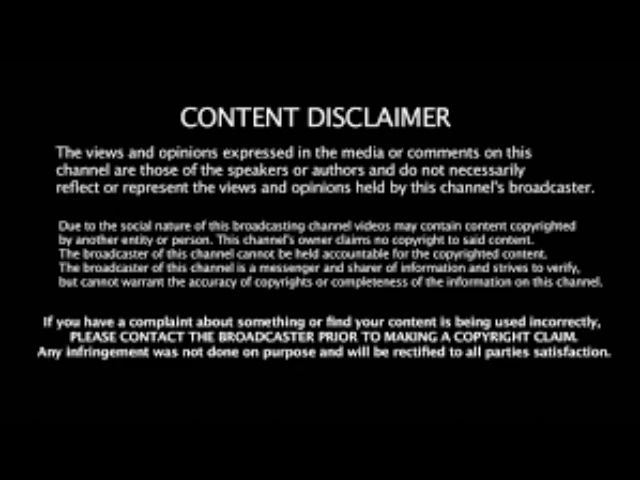 CONTENT DISCLAIMER
The views and opinions expressed in the media or comments on this
channel are those of the speakers or authors and do not necessarily
reflect or represent the views and opinions held by this channel's broadcaster.
Due to the social nature of this broadcasting channel videos may contain content copyrighted
by another entity or person. This channel's owner claims no copyright to said content.
The broadcaster of this channel cannot be held accountable for the copyrighted content.
The broadcaster of this channel is a messenger and sharer of information and strives to verify,
but cannot warrant the accuracy of copyrights or completeness of the information on this channel.
If you have a complaint about something or find your content is being used incorrectly,
PLEASE CONTACT THE BROADCASTER PRIOR TO MAKING A COPYRIGHT CLAIM.
Any infringement was not done on purpose and will be rectified to all parties satisfaction.